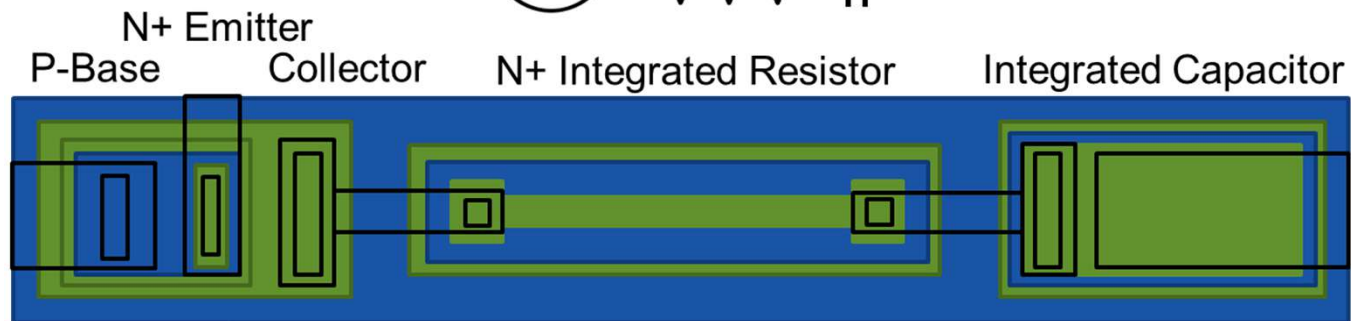 N+ Emitter
P-Base
Collector
N+ Integrated Resistor
Integrated Capacitor